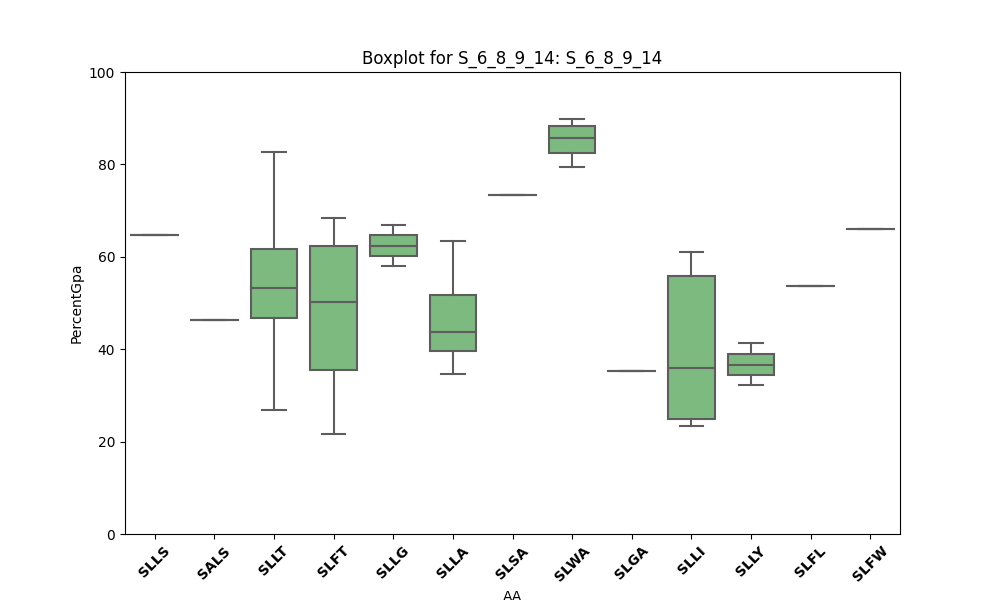 Boxplot for S_6_8_9_14: S_6_8_9_14
100
80
60
40
20
0
PercentGpa
SLLS SALS SLLT SLFT SLLG SLLA SLSA SLWA SLGA SLLI SLLY SLFL SLFW
AA